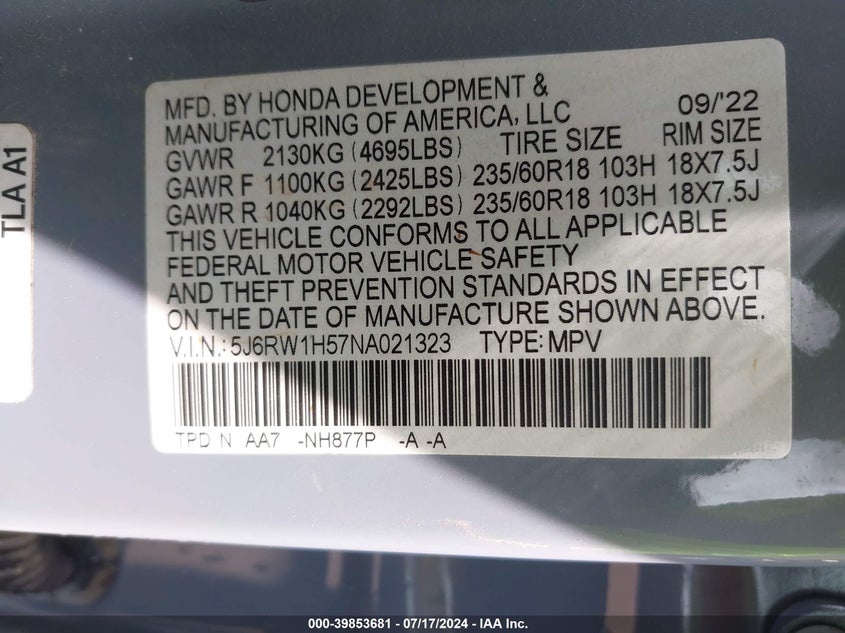 TLA A1
MFD. BY HONDA DEVELOPMENT &
MANUFACTURING OF AMERICA, LLC 09/'22
GVWR 2130KG (4695LBS) TIRE SIZE RIM SIZE
GAWR F 1100KG (2425LBS) 235/60R18 103H 18X7.5J
GAWR R 1040KG (2292LBS) 235/60R18 103H 18X7.5J
THIS VEHICLE CONFORMS TO ALL APPLICABLE
FEDERAL MOTOR VEHICLE SAFETY
AND THEFT PREVENTION STANDARDS IN EFFECT
ON THE DATE OF MANUFACTURE SHOWN ABOVE.
V.I.N.: 5J6RW1H57NA021323 TYPE: MPV
TPD N AA7 -NH877P -A -A
000-39853681 - 07/17/2024 - IAA Inc.